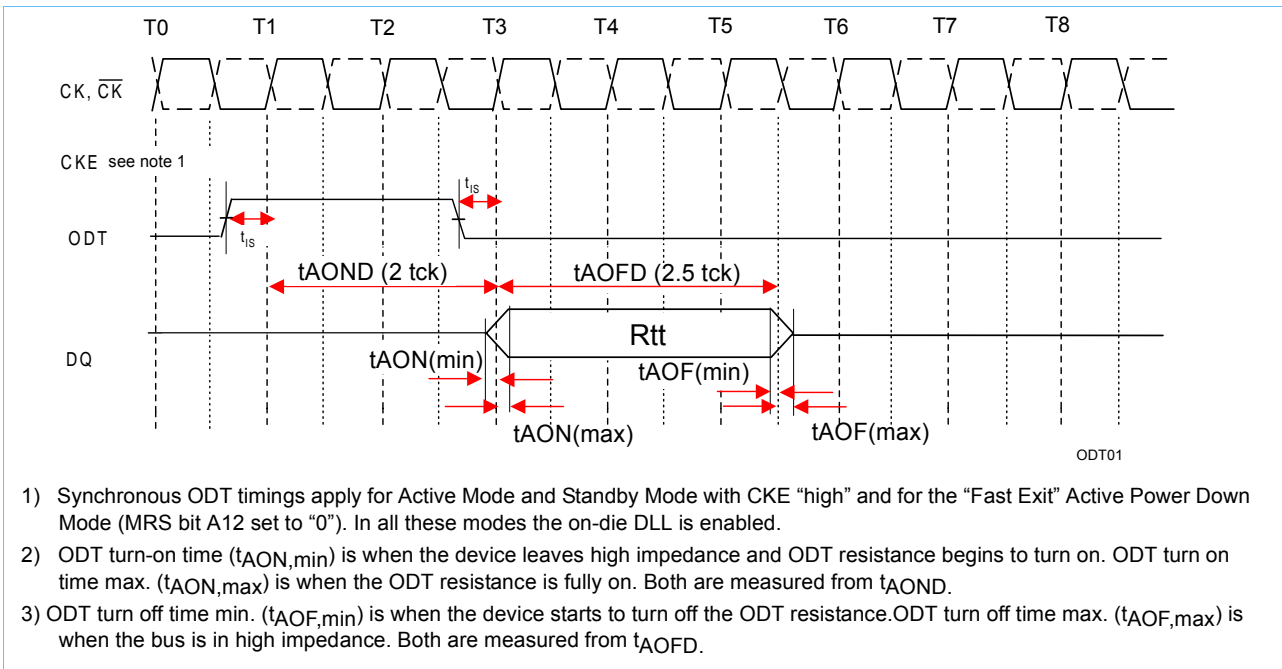 T0 T1 T2 T3 T4 T5 T6 T7 T8
CK, CK
CKE see note 1
tIS
tIS
ODT
tAOND (2 tck) tAOFD (2.5 tck)
Rtt
DQ
tAON(min) tAOF(min)
tAON(max) tAOF(max)
ODT01
1) Synchronous ODT timings apply for Active Mode and Standby Mode with CKE “high” and for the “Fast Exit” Active Power Down
Mode (MRS bit A12 set to “0”). In all these modes the on-die DLL is enabled.
2) ODT turn-on time (tAON,min) is when the device leaves high impedance and ODT resistance begins to turn on. ODT turn on
time max. (tAON,max) is when the ODT resistance is fully on. Both are measured from tAOND.
3) ODT turn off time min. (tAOF,min) is when the device starts to turn off the ODT resistance.ODT turn off time max. (tAOF,max) is
when the bus is in high impedance. Both are measured from tAOFD.